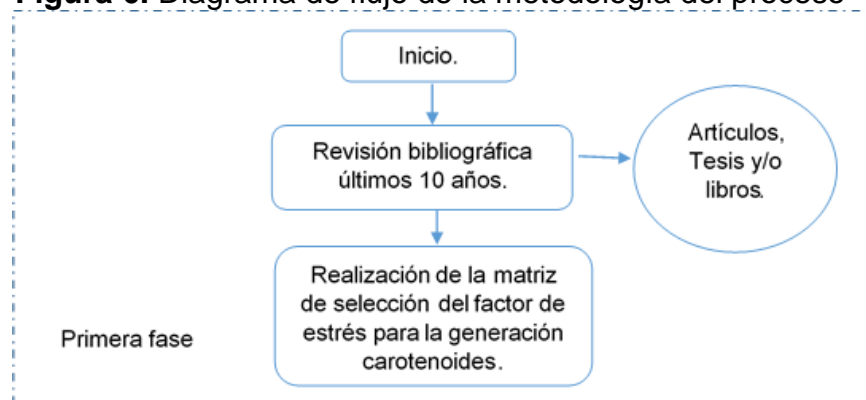 Diagrama de flujo de la metodología del proceso
Inicio.
Revisión bibliográfica
últimos 10 años.
Artículos,
Tesis y/o
libros.
Realización de la matriz
de selección del factor de
estrés para la generación
carotenoides.
Primera fase